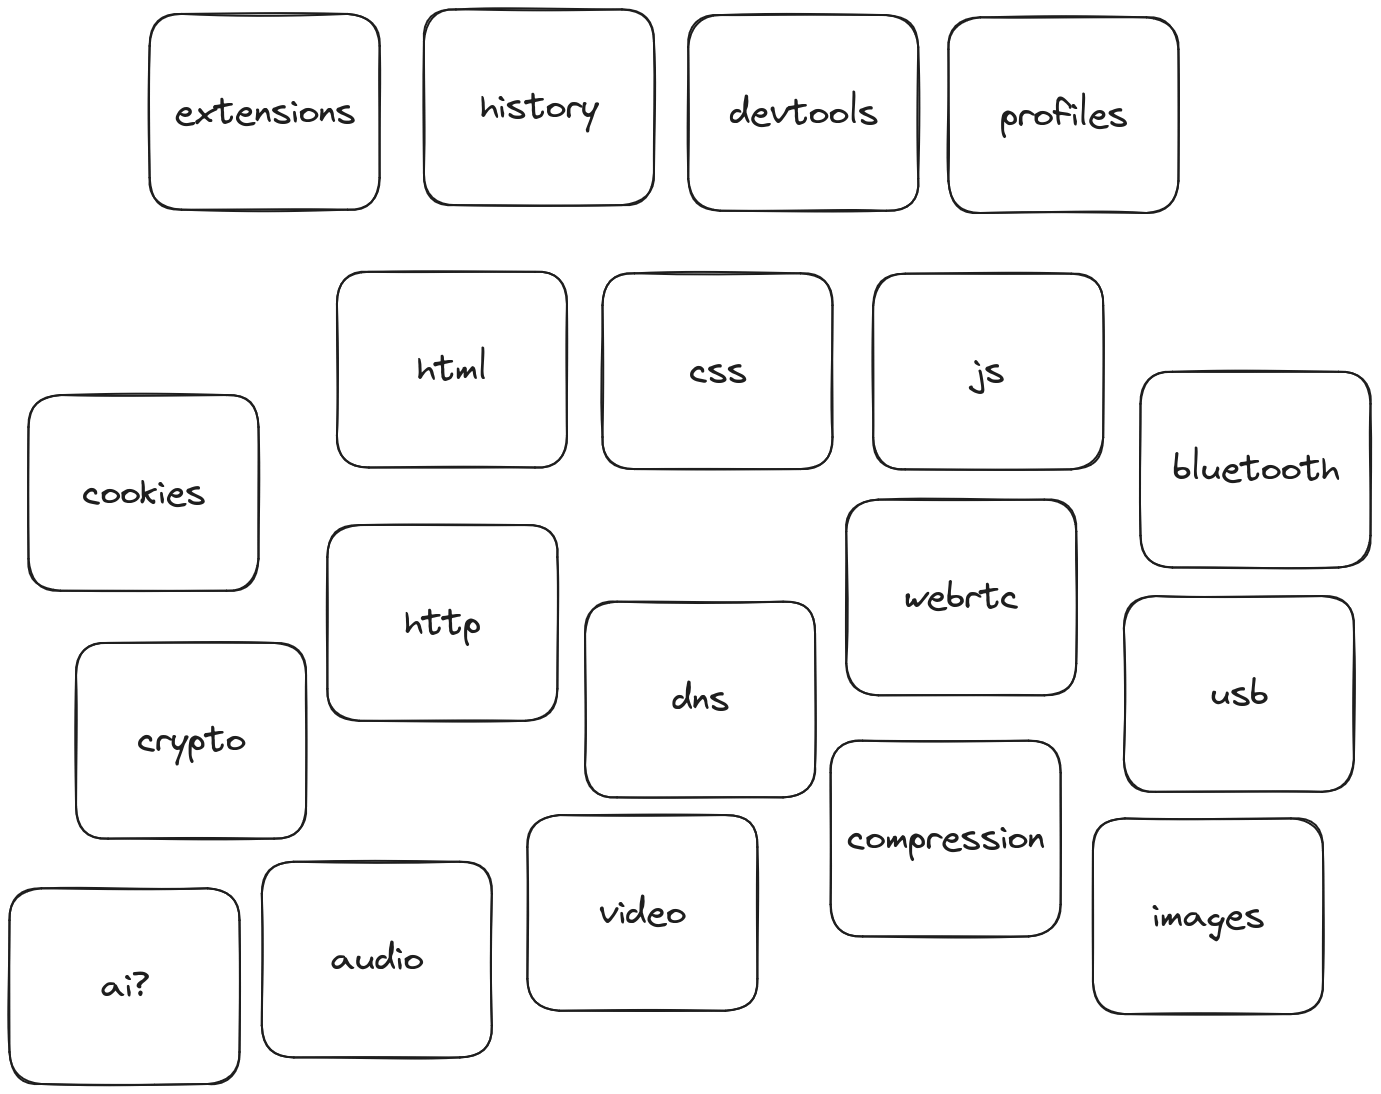 extensions
history
devtools
profiles
html
css
js
cookies
bluetooth
http
webrtc
dns
usb
crypto
compression
video
images
audio
ai?